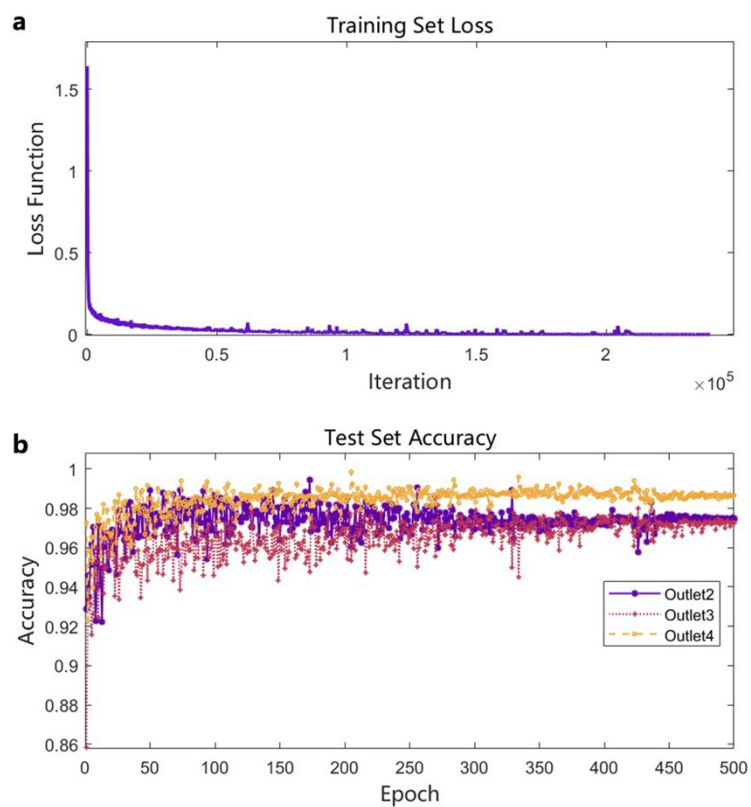 a
Training Set Loss
1.5
1
0.5
0
Loss Function
0 0.5 1 1.5 2
Iteration
×10^5
b
Test Set Accuracy
1
0.98
0.96
0.94
0.92
0.9
0.88
0.86
Accuracy
Outlet2
Outlet3
Outlet4
0 50 100 150 200 250 300 350 400 450 500
Epoch